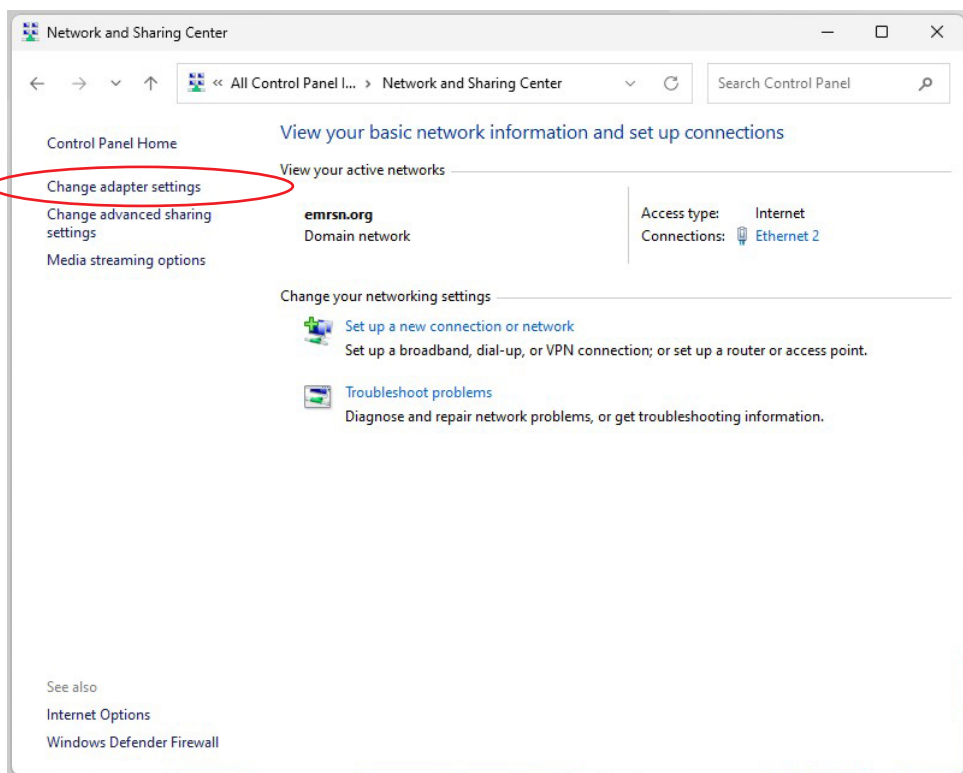 Network and Sharing Center
« All Control Panel I... › Network and Sharing Center
Search Control Panel
Control Panel Home
Change adapter settings
Change advanced sharing
settings
Media streaming options
View your basic network information and set up connections
View your active networks
emrsn.org
Domain network
Access type: Internet
Connections: Ethernet 2
Change your networking settings
Set up a new connection or network
Set up a broadband, dial-up, or VPN connection; or set up a router or access point.
Troubleshoot problems
Diagnose and repair network problems, or get troubleshooting information.
See also
Internet Options
Windows Defender Firewall